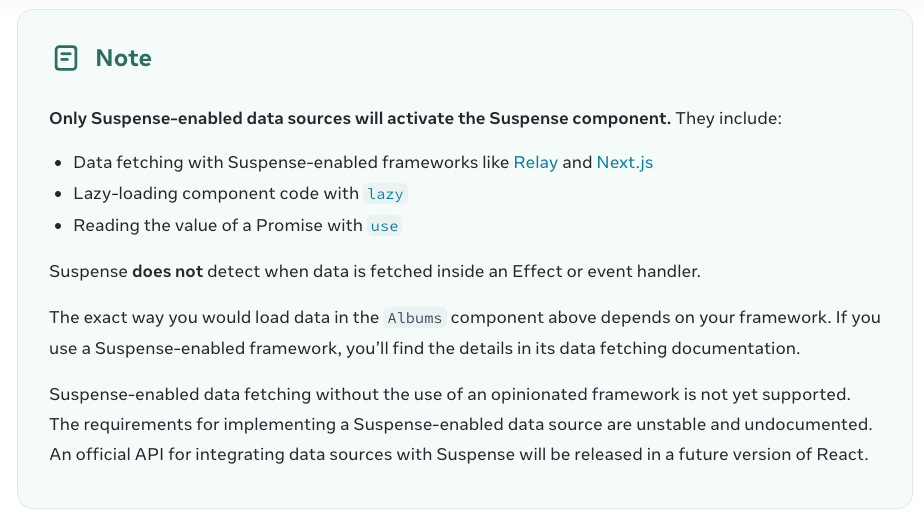 Note
Only Suspense-enabled data sources will activate the Suspense component. They include:
Data fetching with Suspense-enabled frameworks like Relay and Next.js
Lazy-loading component code with lazy
Reading the value of a Promise with use
Suspense does not detect when data is fetched inside an Effect or event handler.
The exact way you would load data in the Albums component above depends on your framework. If you
use a Suspense-enabled framework, you’ll find the details in its data fetching documentation.
Suspense-enabled data fetching without the use of an opinionated framework is not yet supported.
The requirements for implementing a Suspense-enabled data source are unstable and undocumented.
An official API for integrating data sources with Suspense will be released in a future version of React.